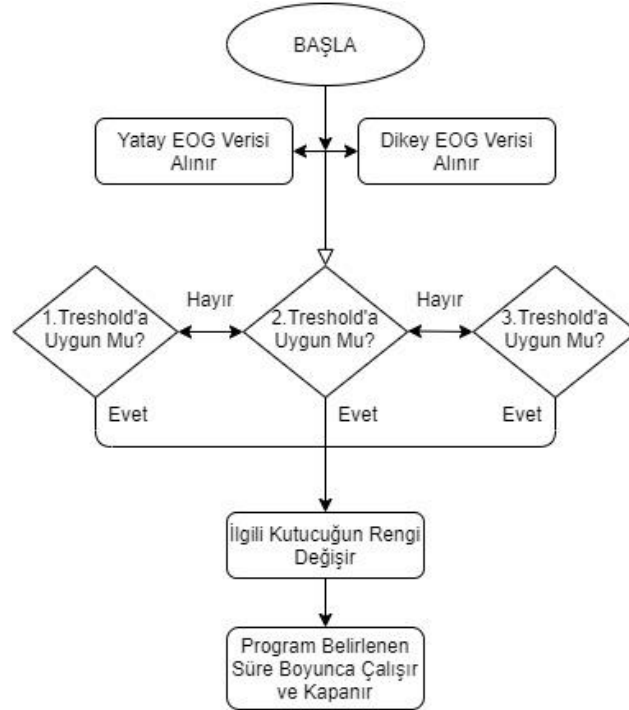 BAŞLA
Yatay EOG Verisi
Alınır
Dikey EOG Verisi
Alınır
1.Treshold'a
Uygun Mu?
Hayır
2.Treshold'a
Uygun Mu?
Hayır
3.Treshold'a
Uygun Mu?
Evet
Evet
Evet
İlgili Kutucuğun Rengi
Değişir
Program Belirlenen
Süre Boyunca Çalışır
ve Kapanır